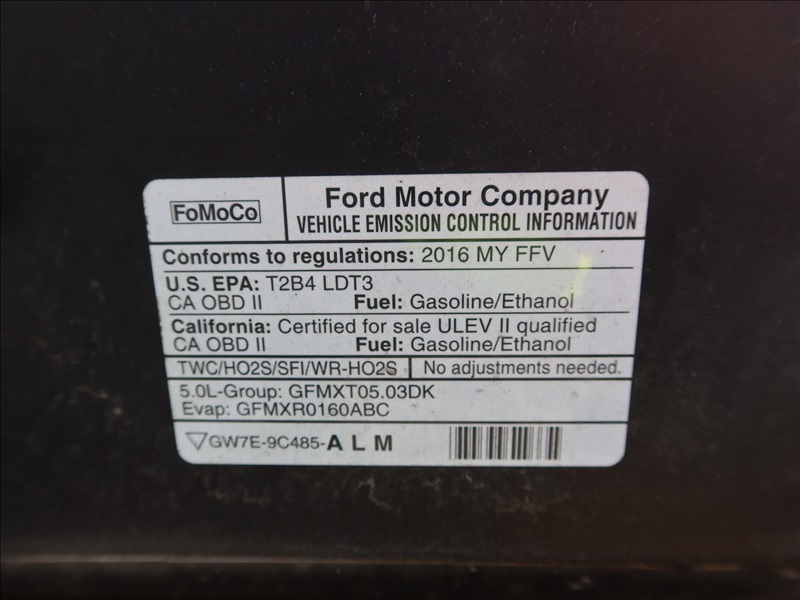 FoMoCo
Ford Motor Company
VEHICLE EMISSION CONTROL INFORMATION
Conforms to regulations: 2016 MY FFV
U.S. EPA: T2B4 LDT3
CA OBD II Fuel: Gasoline/Ethanol
California: Certified for sale ULEV II qualified
CA OBD II Fuel: Gasoline/Ethanol
TWC/HO2S/SFI/WR-HO2S No adjustments needed.
5.0L-Group: GFMXT05.03DK
Evap: GFMXR0160ABC
GW7E-9C485-A L M